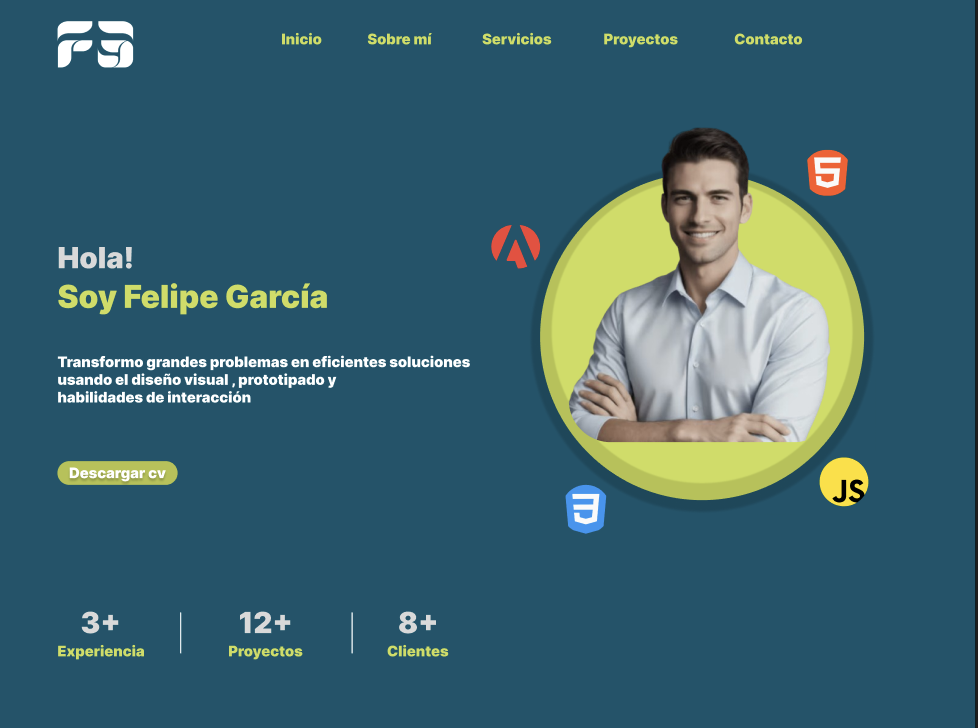 FG
Inicio Sobre mí Servicios Proyectos Contacto
5
Hola!
Soy Felipe García
Transformo grandes problemas en eficientes soluciones
usando el diseño visual , prototipado y
habilidades de interacción
Descargar cv
JS
3
3+ 12+ 8+
Experiencia Proyectos Clientes